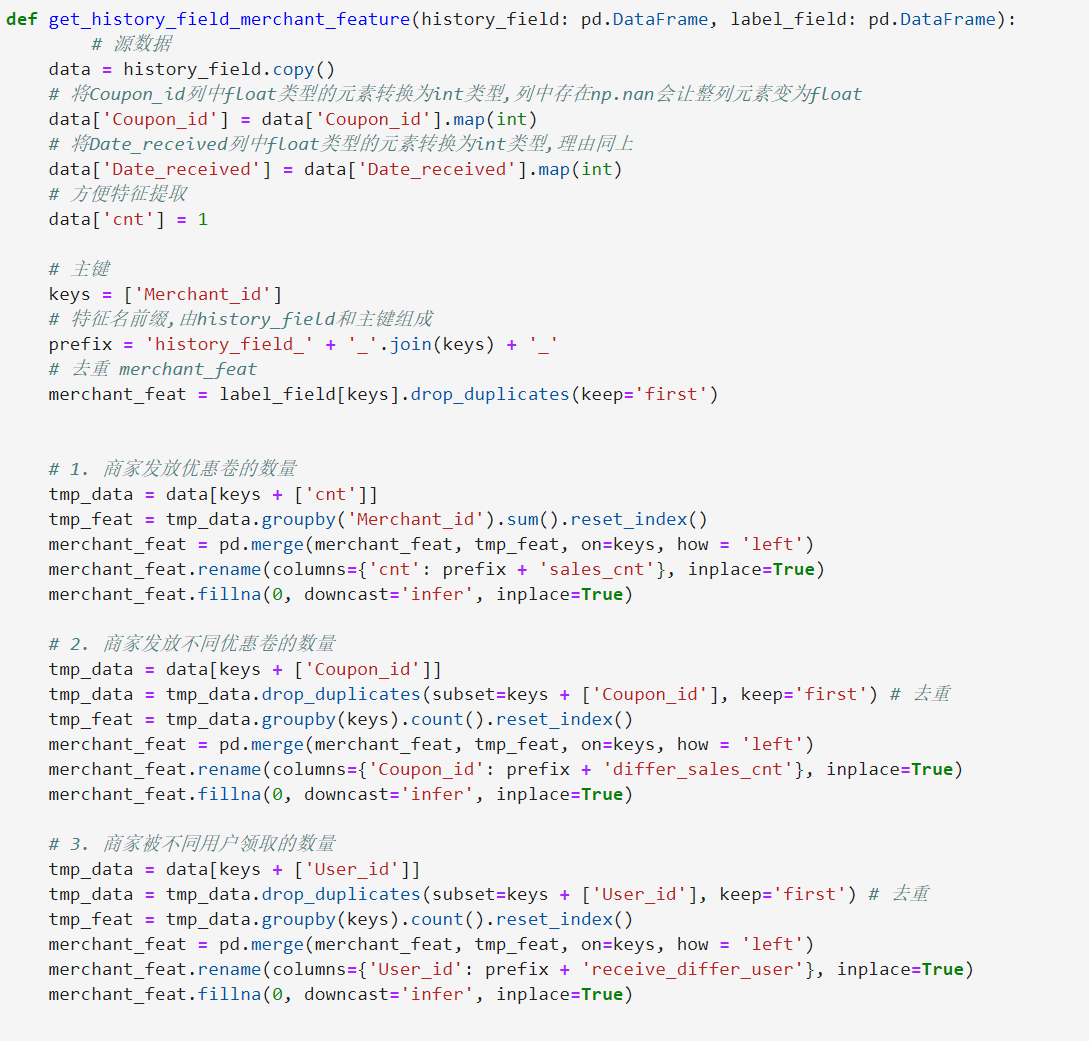 def get_history_field_merchant_feature(history_field: pd.DataFrame, label_field: pd.DataFrame):
        # 源数据
    data = history_field.copy()
    # 将Coupon_id列中float类型的元素转换为int类型,列中存在np.nan会让整列元素变为float
    data['Coupon_id'] = data['Coupon_id'].map(int)
    # 将Date_received列中float类型的元素转换为int类型,理由同上
    data['Date_received'] = data['Date_received'].map(int)
    # 方便特征提取
    data['cnt'] = 1

    # 主键
    keys = ['Merchant_id']
    # 特征名前缀,由history_field和主键组成
    prefix = 'history_field_' + '_'.join(keys) + '_'
    # 去重 merchant_feat
    merchant_feat = label_field[keys].drop_duplicates(keep='first')


    # 1. 商家发放优惠卷的数量
    tmp_data = data[keys + ['cnt']]
    tmp_feat = tmp_data.groupby('Merchant_id').sum().reset_index()
    merchant_feat = pd.merge(merchant_feat, tmp_feat, on=keys, how = 'left')
    merchant_feat.rename(columns={'cnt': prefix + 'sales_cnt'}, inplace=True)
    merchant_feat.fillna(0, downcast='infer', inplace=True)

    # 2. 商家发放不同优惠卷的数量
    tmp_data = data[keys + ['Coupon_id']]
    tmp_data = tmp_data.drop_duplicates(subset=keys + ['Coupon_id'], keep='first') # 去重
    tmp_feat = tmp_data.groupby(keys).count().reset_index()
    merchant_feat = pd.merge(merchant_feat, tmp_feat, on=keys, how = 'left')
    merchant_feat.rename(columns={'Coupon_id': prefix + 'differ_sales_cnt'}, inplace=True)
    merchant_feat.fillna(0, downcast='infer', inplace=True)

    # 3. 商家被不同用户领取的数量
    tmp_data = data[keys + ['User_id']]
    tmp_data = tmp_data.drop_duplicates(subset=keys + ['User_id'], keep='first') # 去重
    tmp_feat = tmp_data.groupby(keys).count().reset_index()
    merchant_feat = pd.merge(merchant_feat, tmp_feat, on=keys, how = 'left')
    merchant_feat.rename(columns={'User_id': prefix + 'receive_differ_user'}, inplace=True)
    merchant_feat.fillna(0, downcast='infer', inplace=True)